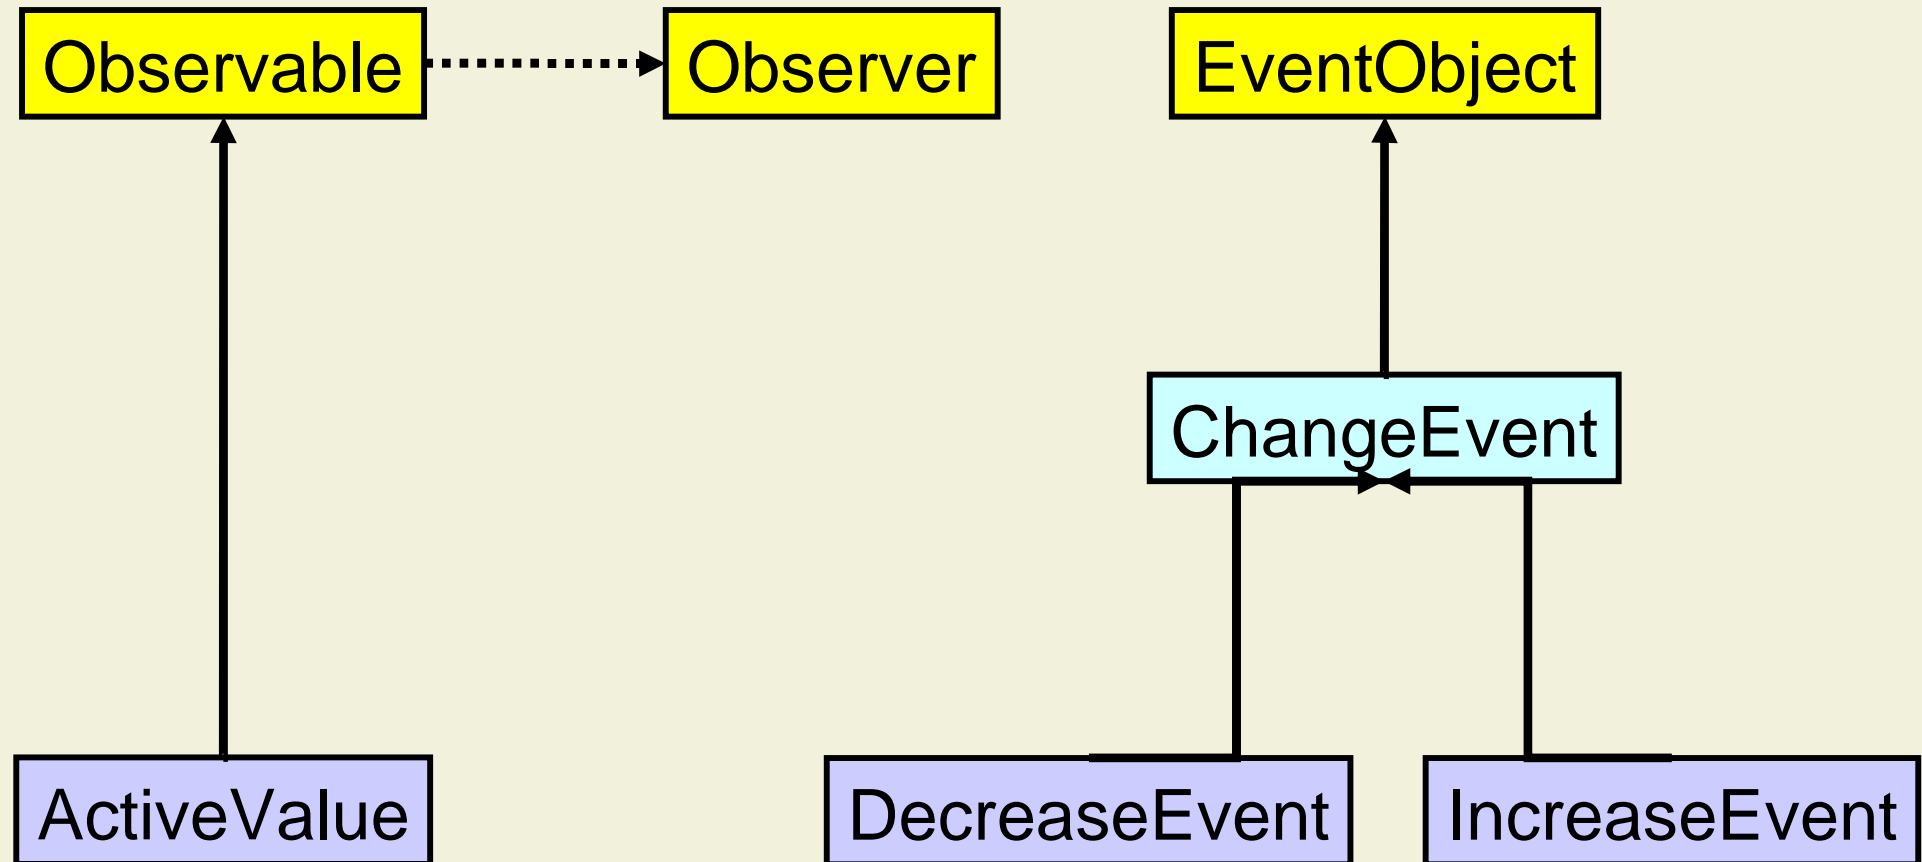 Observable
Observer
EventObject
ChangeEvent
ActiveValue
DecreaseEvent
IncreaseEvent